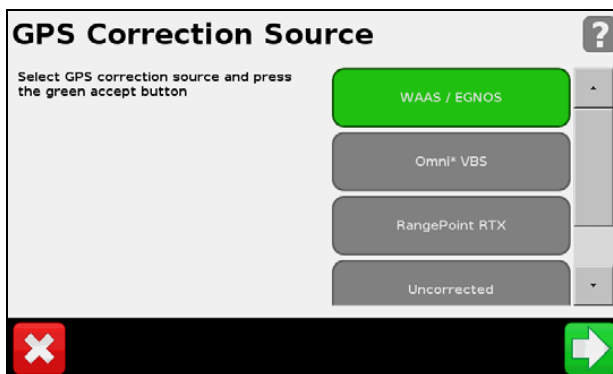 GPS Correction Source
?
Select GPS correction source and press
the green accept button
WAAS / EGNOS
Omni* VBS
RangePoint RTX
Uncorrected